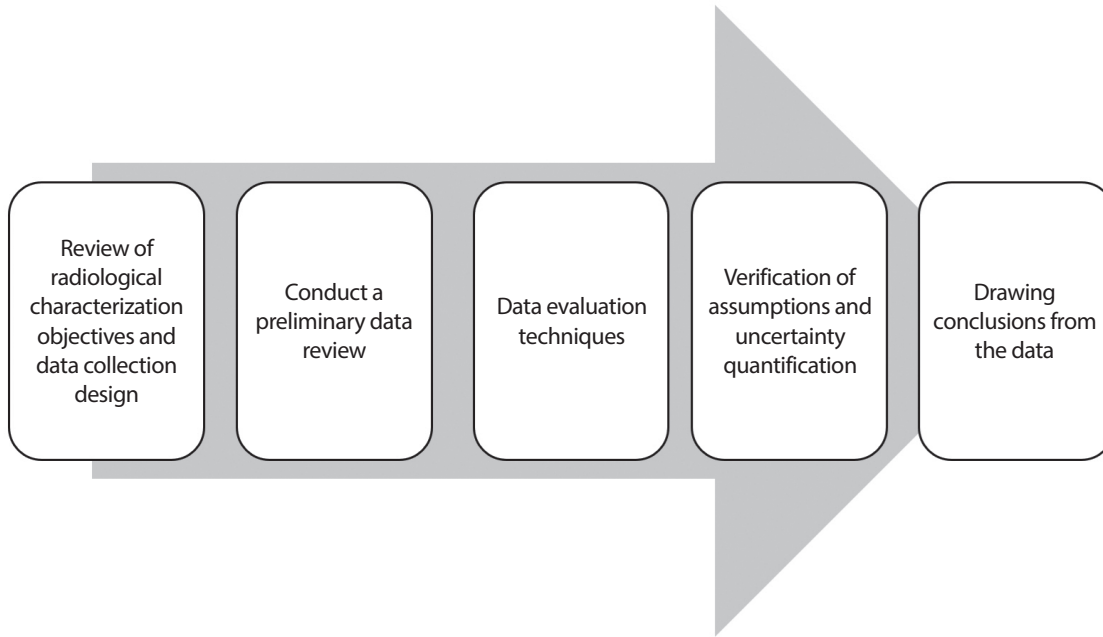 Review of
radiological
characterization
objectives and
data collection
design
Conduct a
preliminary data
review
Data evaluation
techniques
Verification of
assumptions and
uncertainty
quantification
Drawing
conclusions from
the data